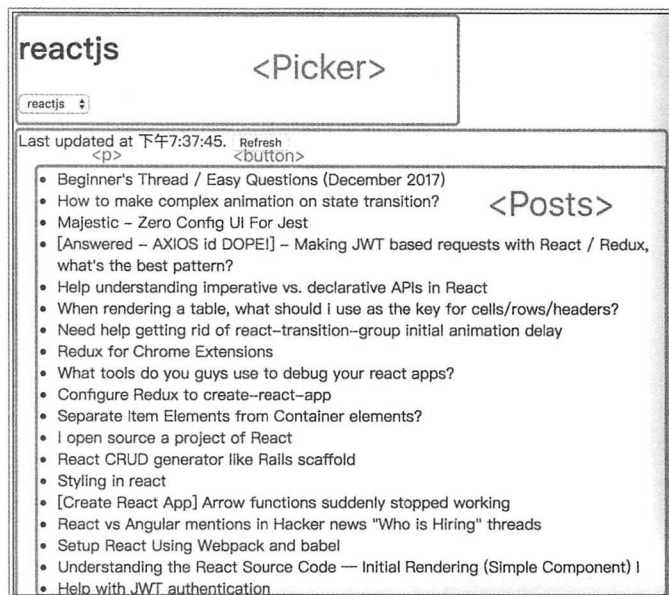 reactjs
<Picker>
reactjs
Last updated at 下午7:37:45. Refresh
<p> <button>
• Beginner's Thread / Easy Questions (December 2017)
• How to make complex animation on state transition?
<Posts>
• Majestic – Zero Config UI For Jest
• [Answered – AXIOS id DOPE!] – Making JWT based requests with React / Redux,
what's the best pattern?
• Help understanding imperative vs. declarative APIs in React
• When rendering a table, what should i use as the key for cells/rows/headers?
• Need help getting rid of react-transition-group initial animation delay
• Redux for Chrome Extensions
• What tools do you guys use to debug your react apps?
• Configure Redux to create-react-app
• Separate Item Elements from Container elements?
• I open source a project of React
• React CRUD generator like Rails scaffold
• Styling in react
• [Create React App] Arrow functions suddenly stopped working
• React vs Angular mentions in Hacker news "Who is Hiring" threads
• Setup React Using Webpack and babel
• Understanding the React Source Code — Initial Rendering (Simple Component) I
• Help with JWT authentication